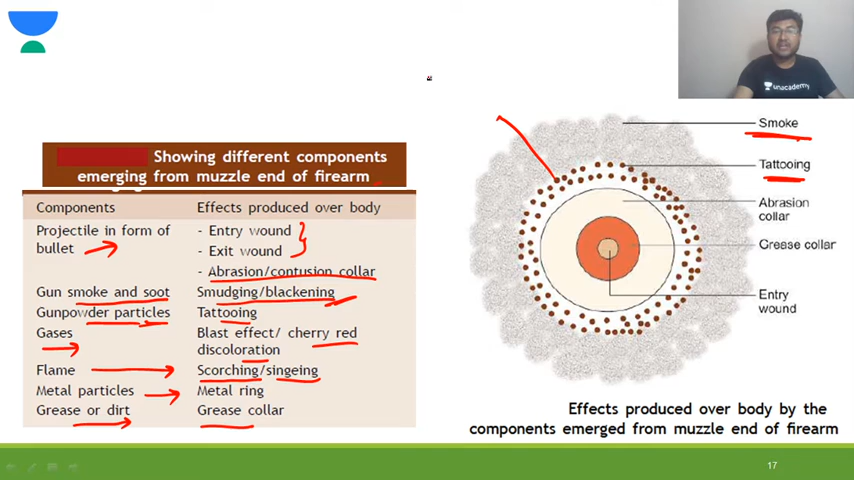 unacademy
Showing different components
emerging from muzzle end of firearm
Components Effects produced over body
Projectile in form of - Entry wound
bullet - Exit wound
- Abrasion/contusion collar
Gun smoke and soot Smudging/blackening
Gunpowder particles Tattooing
Gases Blast effect/ cherry red
discoloration
Flame Scorching/singeing
Metal particles Metal ring
Grease or dirt Grease collar
Smoke
Tattooing
Abrasion
collar
Grease collar
Entry
wound
Effects produced over body by the
components emerged from muzzle end of firearm
17